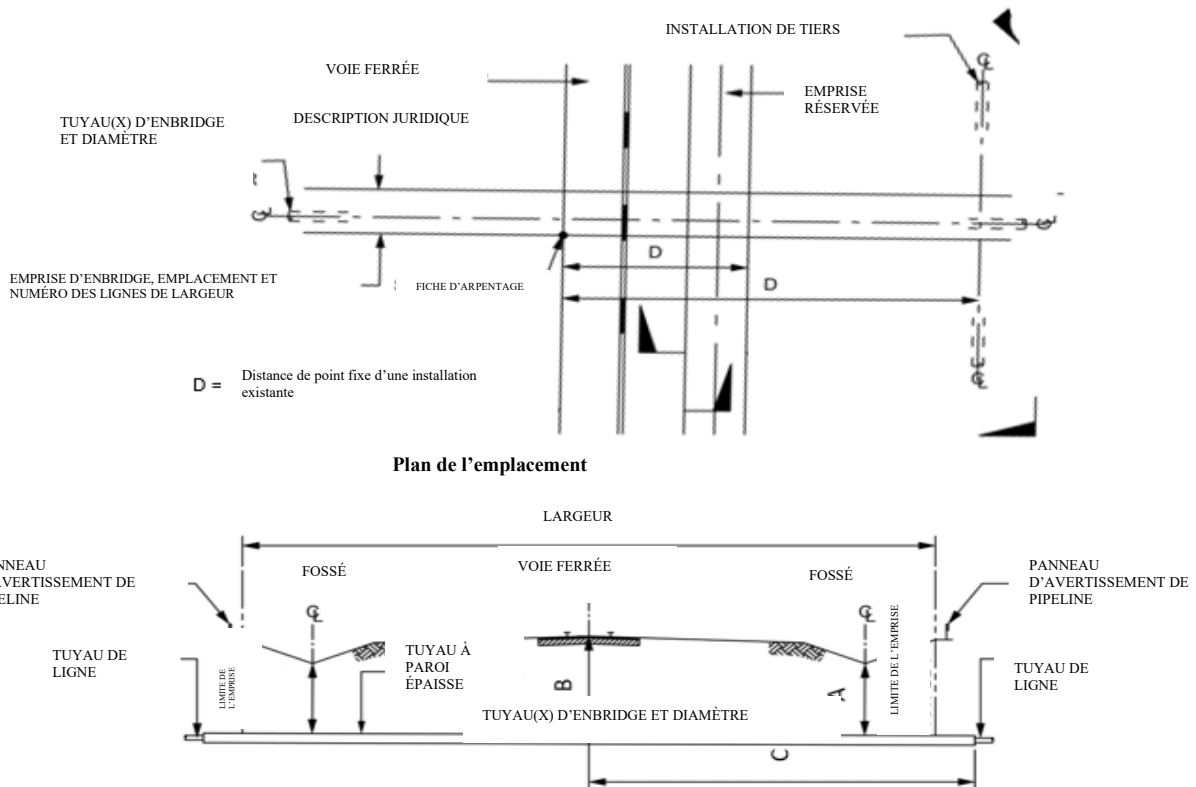 INSTALLATION DE TIERS
VOIE FERRÉE
EMPRISE
RÉSERVÉE
TUYAU(X) D'ENBRIDGE
ET DIAMÈTRE
DESCRIPTION JURIDIQUE
EMPRISE D'ENBRIDGE, EMPLACEMENT ET
NUMÉRO DES LIGNES DE LARGEUR
FICHE D'ARPENTAGE
D
D
D = Distance de point fixe d'une installation
existante
Plan de l'emplacement
LARGEUR
FOSSÉ
VOIE FERRÉE
FOSSÉ
PANNEAU
D'AVERTISSEMENT DE
PIPELINE
TUYAU DE
LIGNE
LIMITE DE
L'EMPRISE
TUYAU À
PAROI
ÉPAISSE
B
A
LIMITE DE L'EMPRISE
TUYAU DE
LIGNE
TUYAU(X) D'ENBRIDGE ET DIAMÈTRE
C